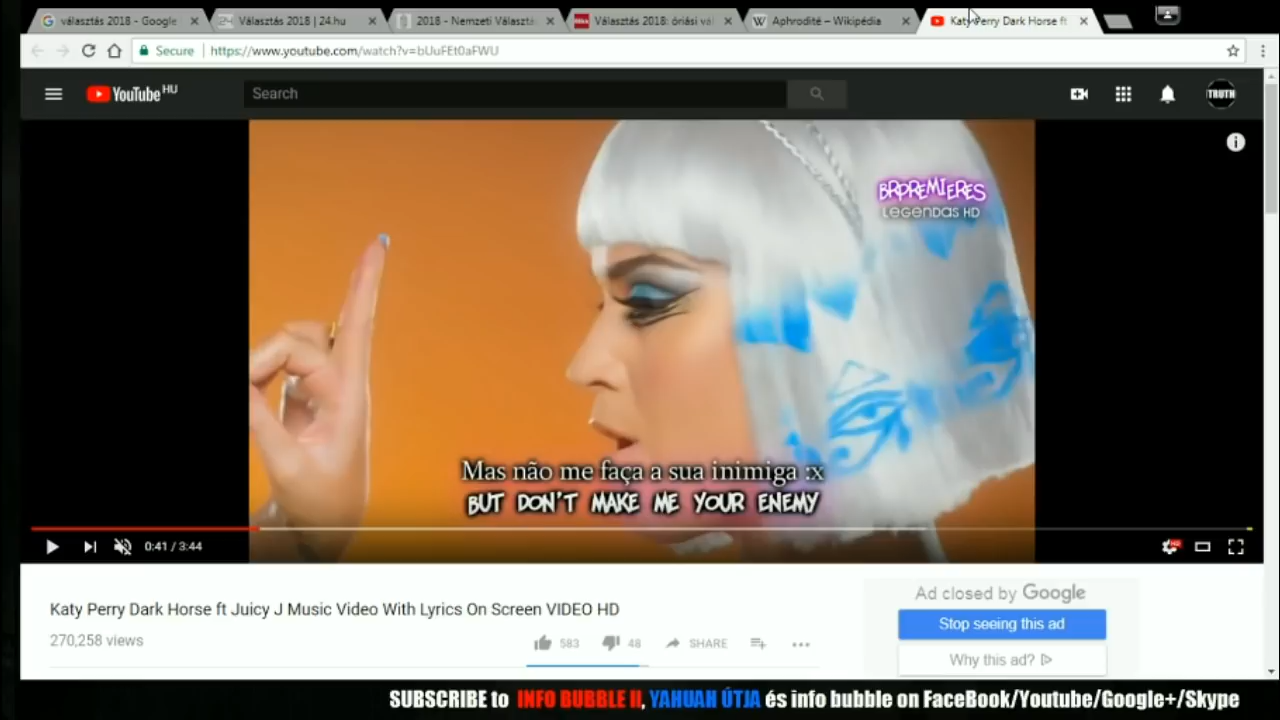 választás 2018 - Google
Választás 2018 | 24.hu
2018 - Nemzeti Választá
Választás 2018: óriási vá
Aphrodité – Wikipédia
Katy Perry Dark Horse ft
Secure
https://www.youtube.com/watch?v=bUuFEt0aFWU
YouTube HU
Search
TRUTH
BRPREMIERES
LEGENDAS HD
Mas não me faça a sua inimiga :x
BUT DON'T MAKE ME YOUR ENEMY
0:41 / 3:44
HD
Katy Perry Dark Horse ft Juicy J Music Video With Lyrics On Screen VIDEO HD
270,258 views
583
48
SHARE
Ad closed by Google
Stop seeing this ad
Why this ad?
SUBSCRIBE to INFO BUBBLE II, YAHUAH ÚTJA és info bubble on FaceBook/Youtube/Google+/Skype